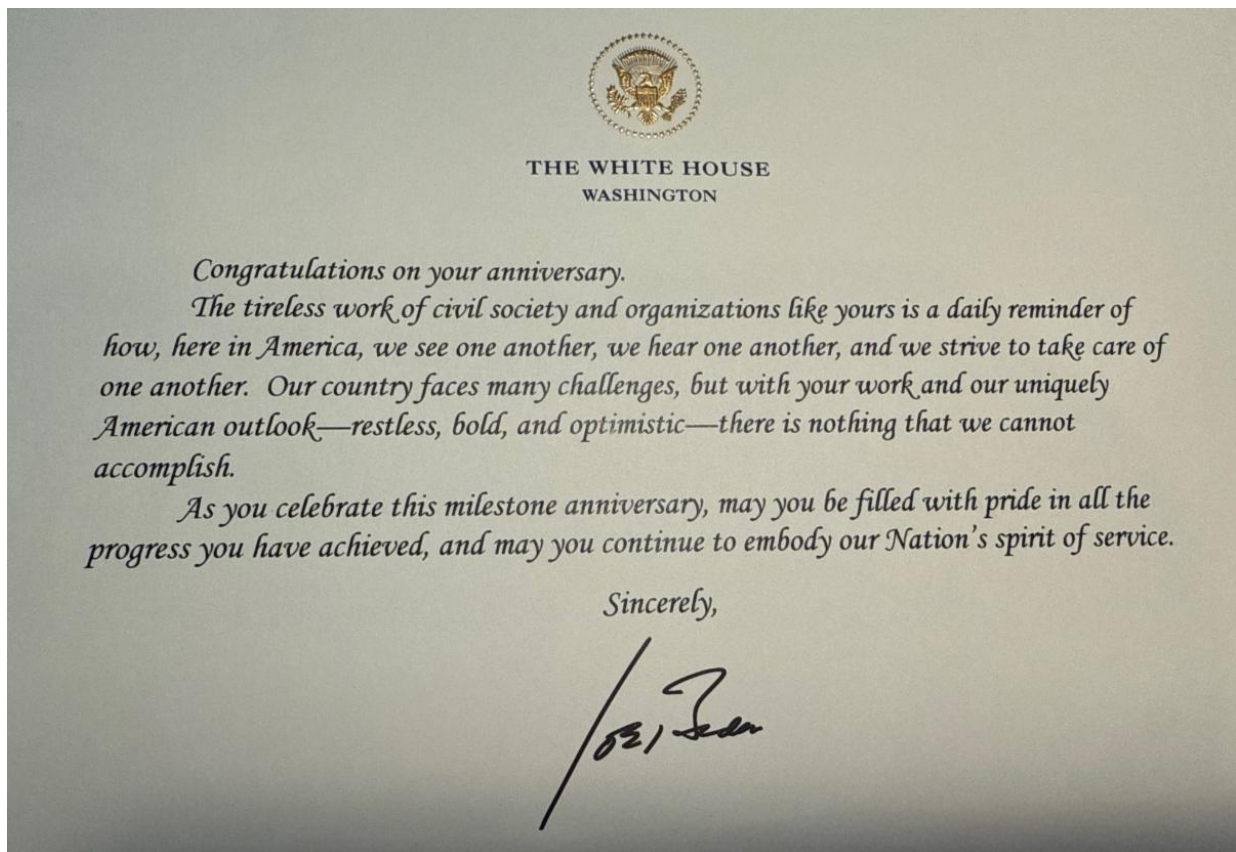 THE WHITE HOUSE
WASHINGTON
Congratulations on your anniversary.
The tireless work of civil society and organizations like yours is a daily reminder of
how, here in America, we see one another, we hear one another, and we strive to take care of
one another.  Our country faces many challenges, but with your work and our uniquely
American outlook—restless, bold, and optimistic—there is nothing that we cannot
accomplish.
As you celebrate this milestone anniversary, may you be filled with pride in all the
progress you have achieved, and may you continue to embody our Nation's spirit of service.
Sincerely,
Joe Biden